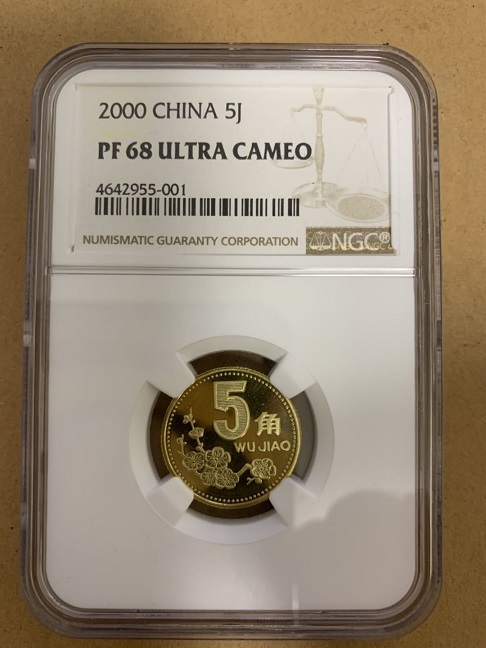 2000 CHINA 5J
PF 68 ULTRA CAMEO
4642955-001
NUMISMATIC GUARANTY CORPORATION NGC®
5角
WU JIAO